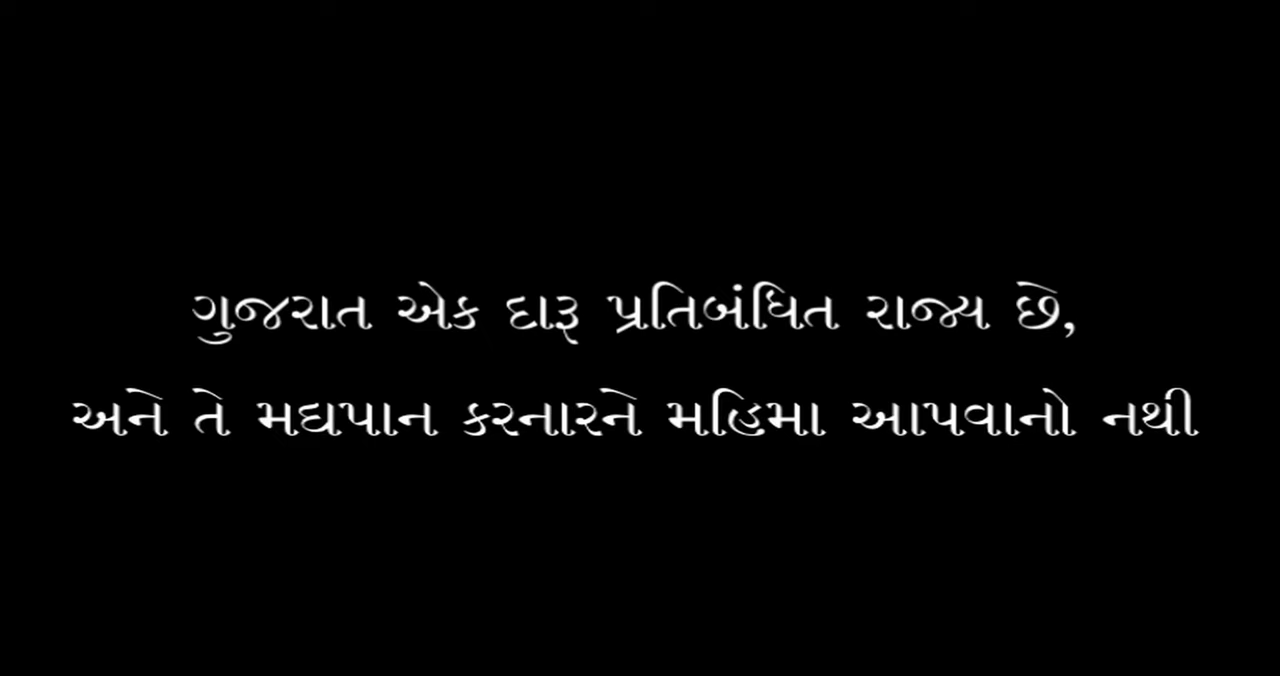 ગુજરાત એક દારૂ પ્રતિબંધિત રાજ્ય છે,
અને તે મદ્યપાન કરનારને મહિમા આપવાનો નથી